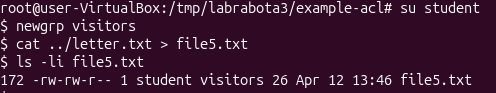 root@user-VirtualBox:/tmp/labrabota3/example-acl# su student
$ newgrp visitors
$ cat ../letter.txt > file5.txt
$ ls -li file5.txt
172 -rw-rw-r-- 1 student visitors 26 Apr 12 13:46 file5.txt